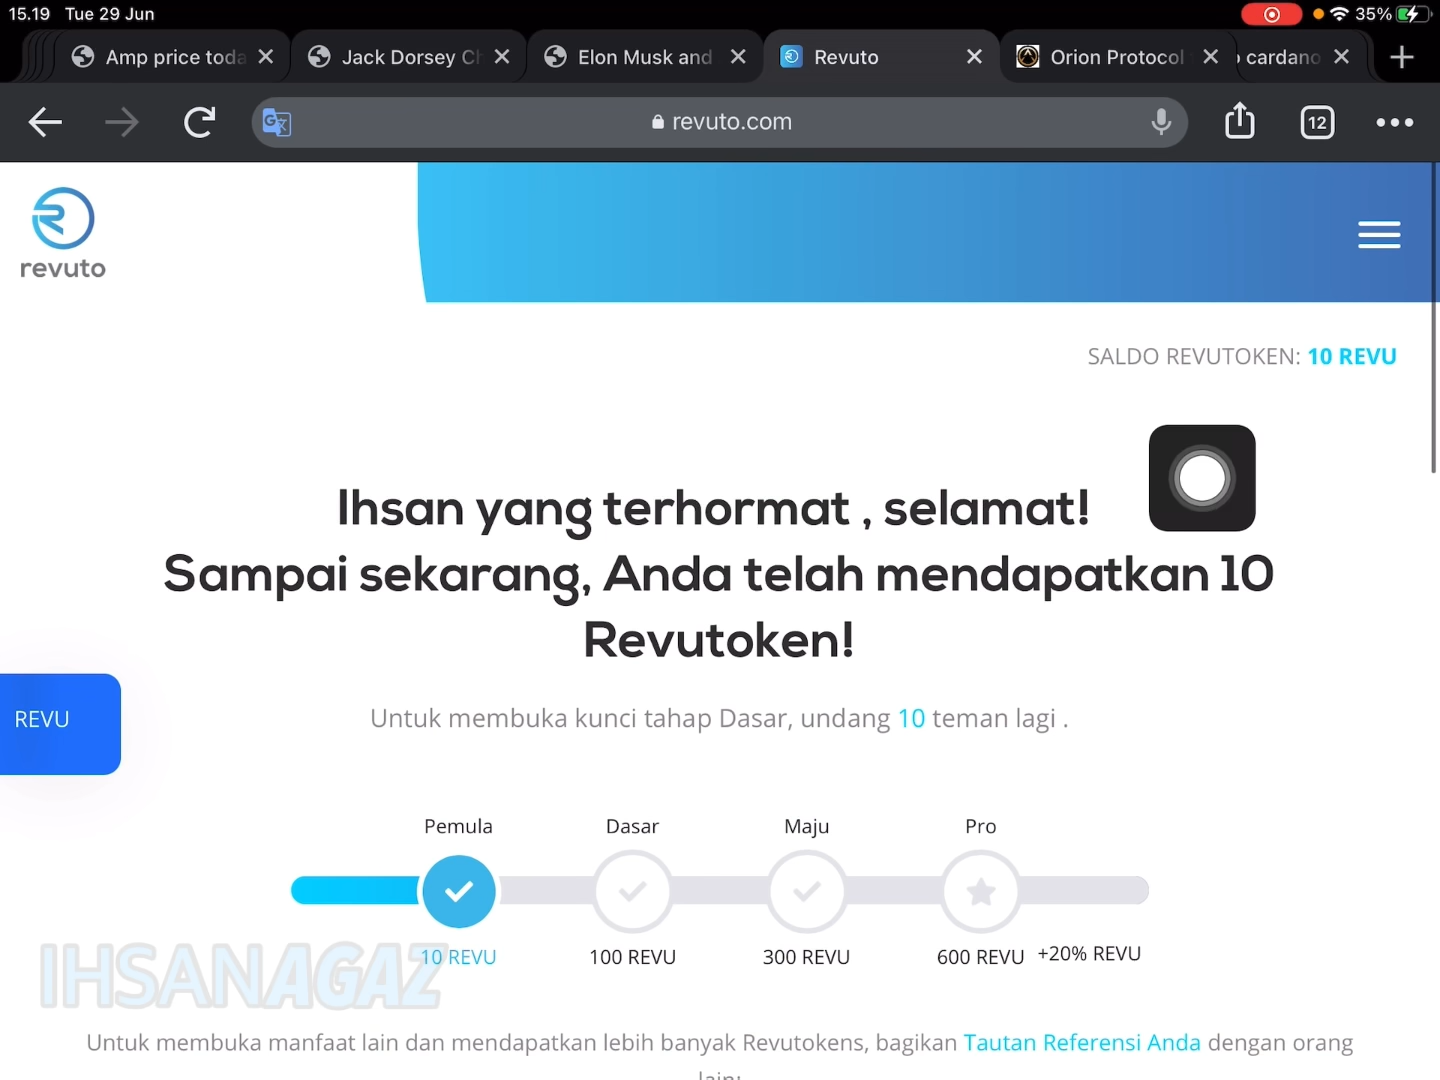 15.19 Tue 29 Jun
35%
Amp price toda
Jack Dorsey Ch
Elon Musk and
Revuto
Orion Protocol
cardano
revuto.com
12
revuto
SALDO REVUTOKEN: 10 REVU
Ihsan yang terhormat , selamat!
Sampai sekarang, Anda telah mendapatkan 10
Revutoken!
REVU
Untuk membuka kunci tahap Dasar, undang 10 teman lagi .
Pemula
Dasar
Maju
Pro
10 REVU
100 REVU
300 REVU
600 REVU
+20% REVU
IHSANAGAZ
Untuk membuka manfaat lain dan mendapatkan lebih banyak Revutokens, bagikan Tautan Referensi Anda dengan orang
lain: